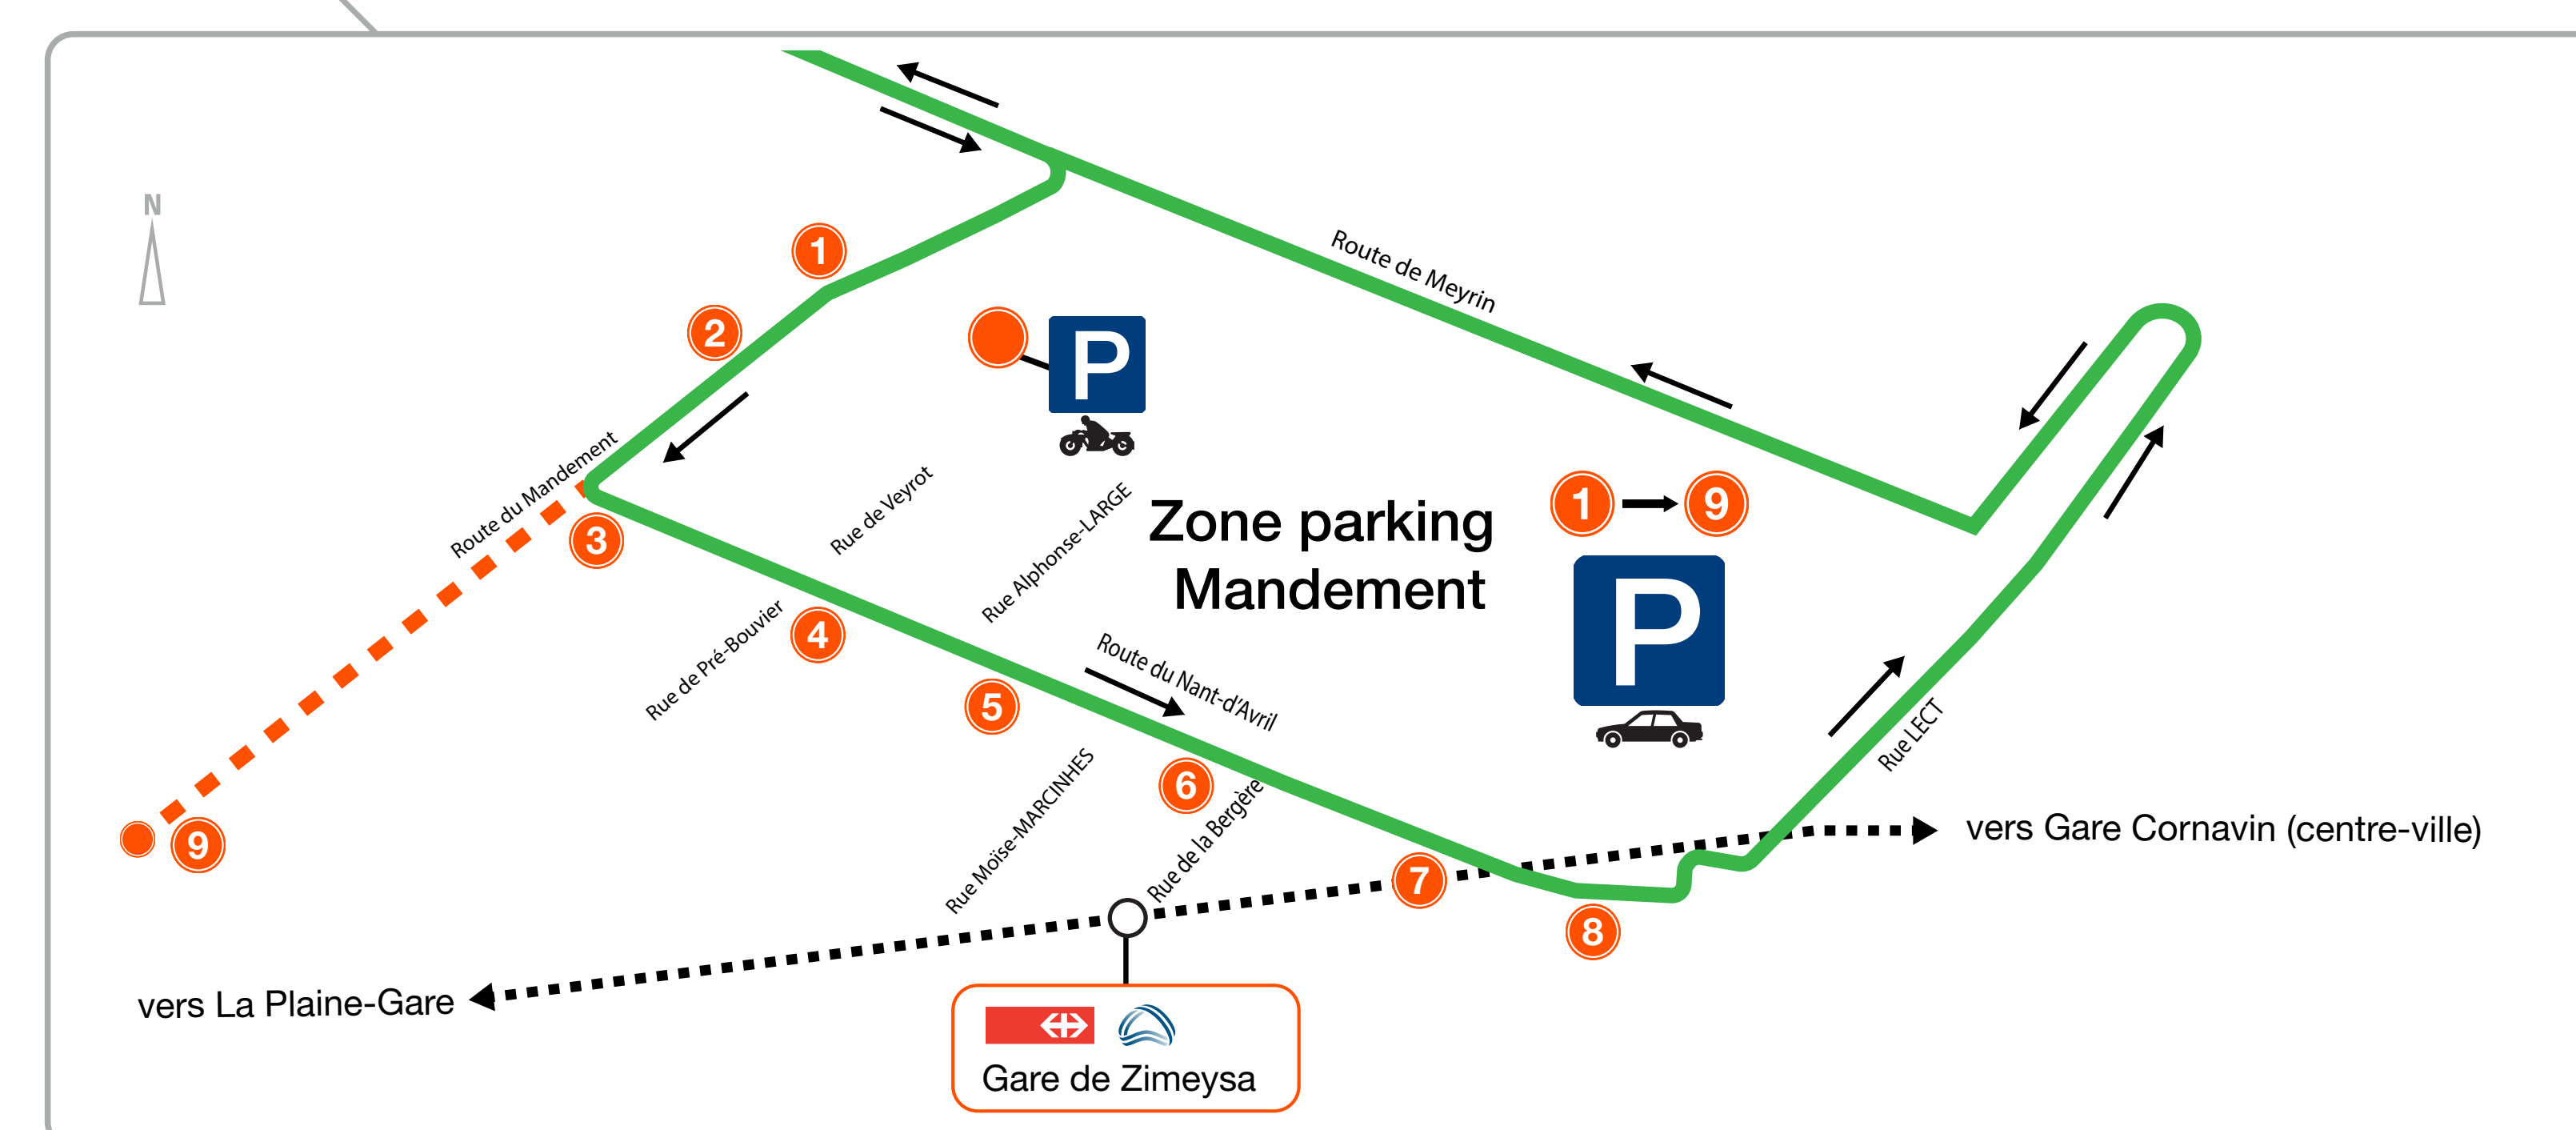 N
Route de Meyrin
1
2
P
Route du Mandement
Rue de Veyrot
Rue Alphonse-LARGE
Zone parking
Mandement
1
9
P
3
4
Rue de Pré-Bouvier
5
Route du Nant-d'Avril
6
Rue Moïse-MARCINHES
Rue de la Bergère
Rue LECT
9
7
8
vers Gare Cornavin (centre-ville)
vers La Plaine-Gare
Gare de Zimeysa